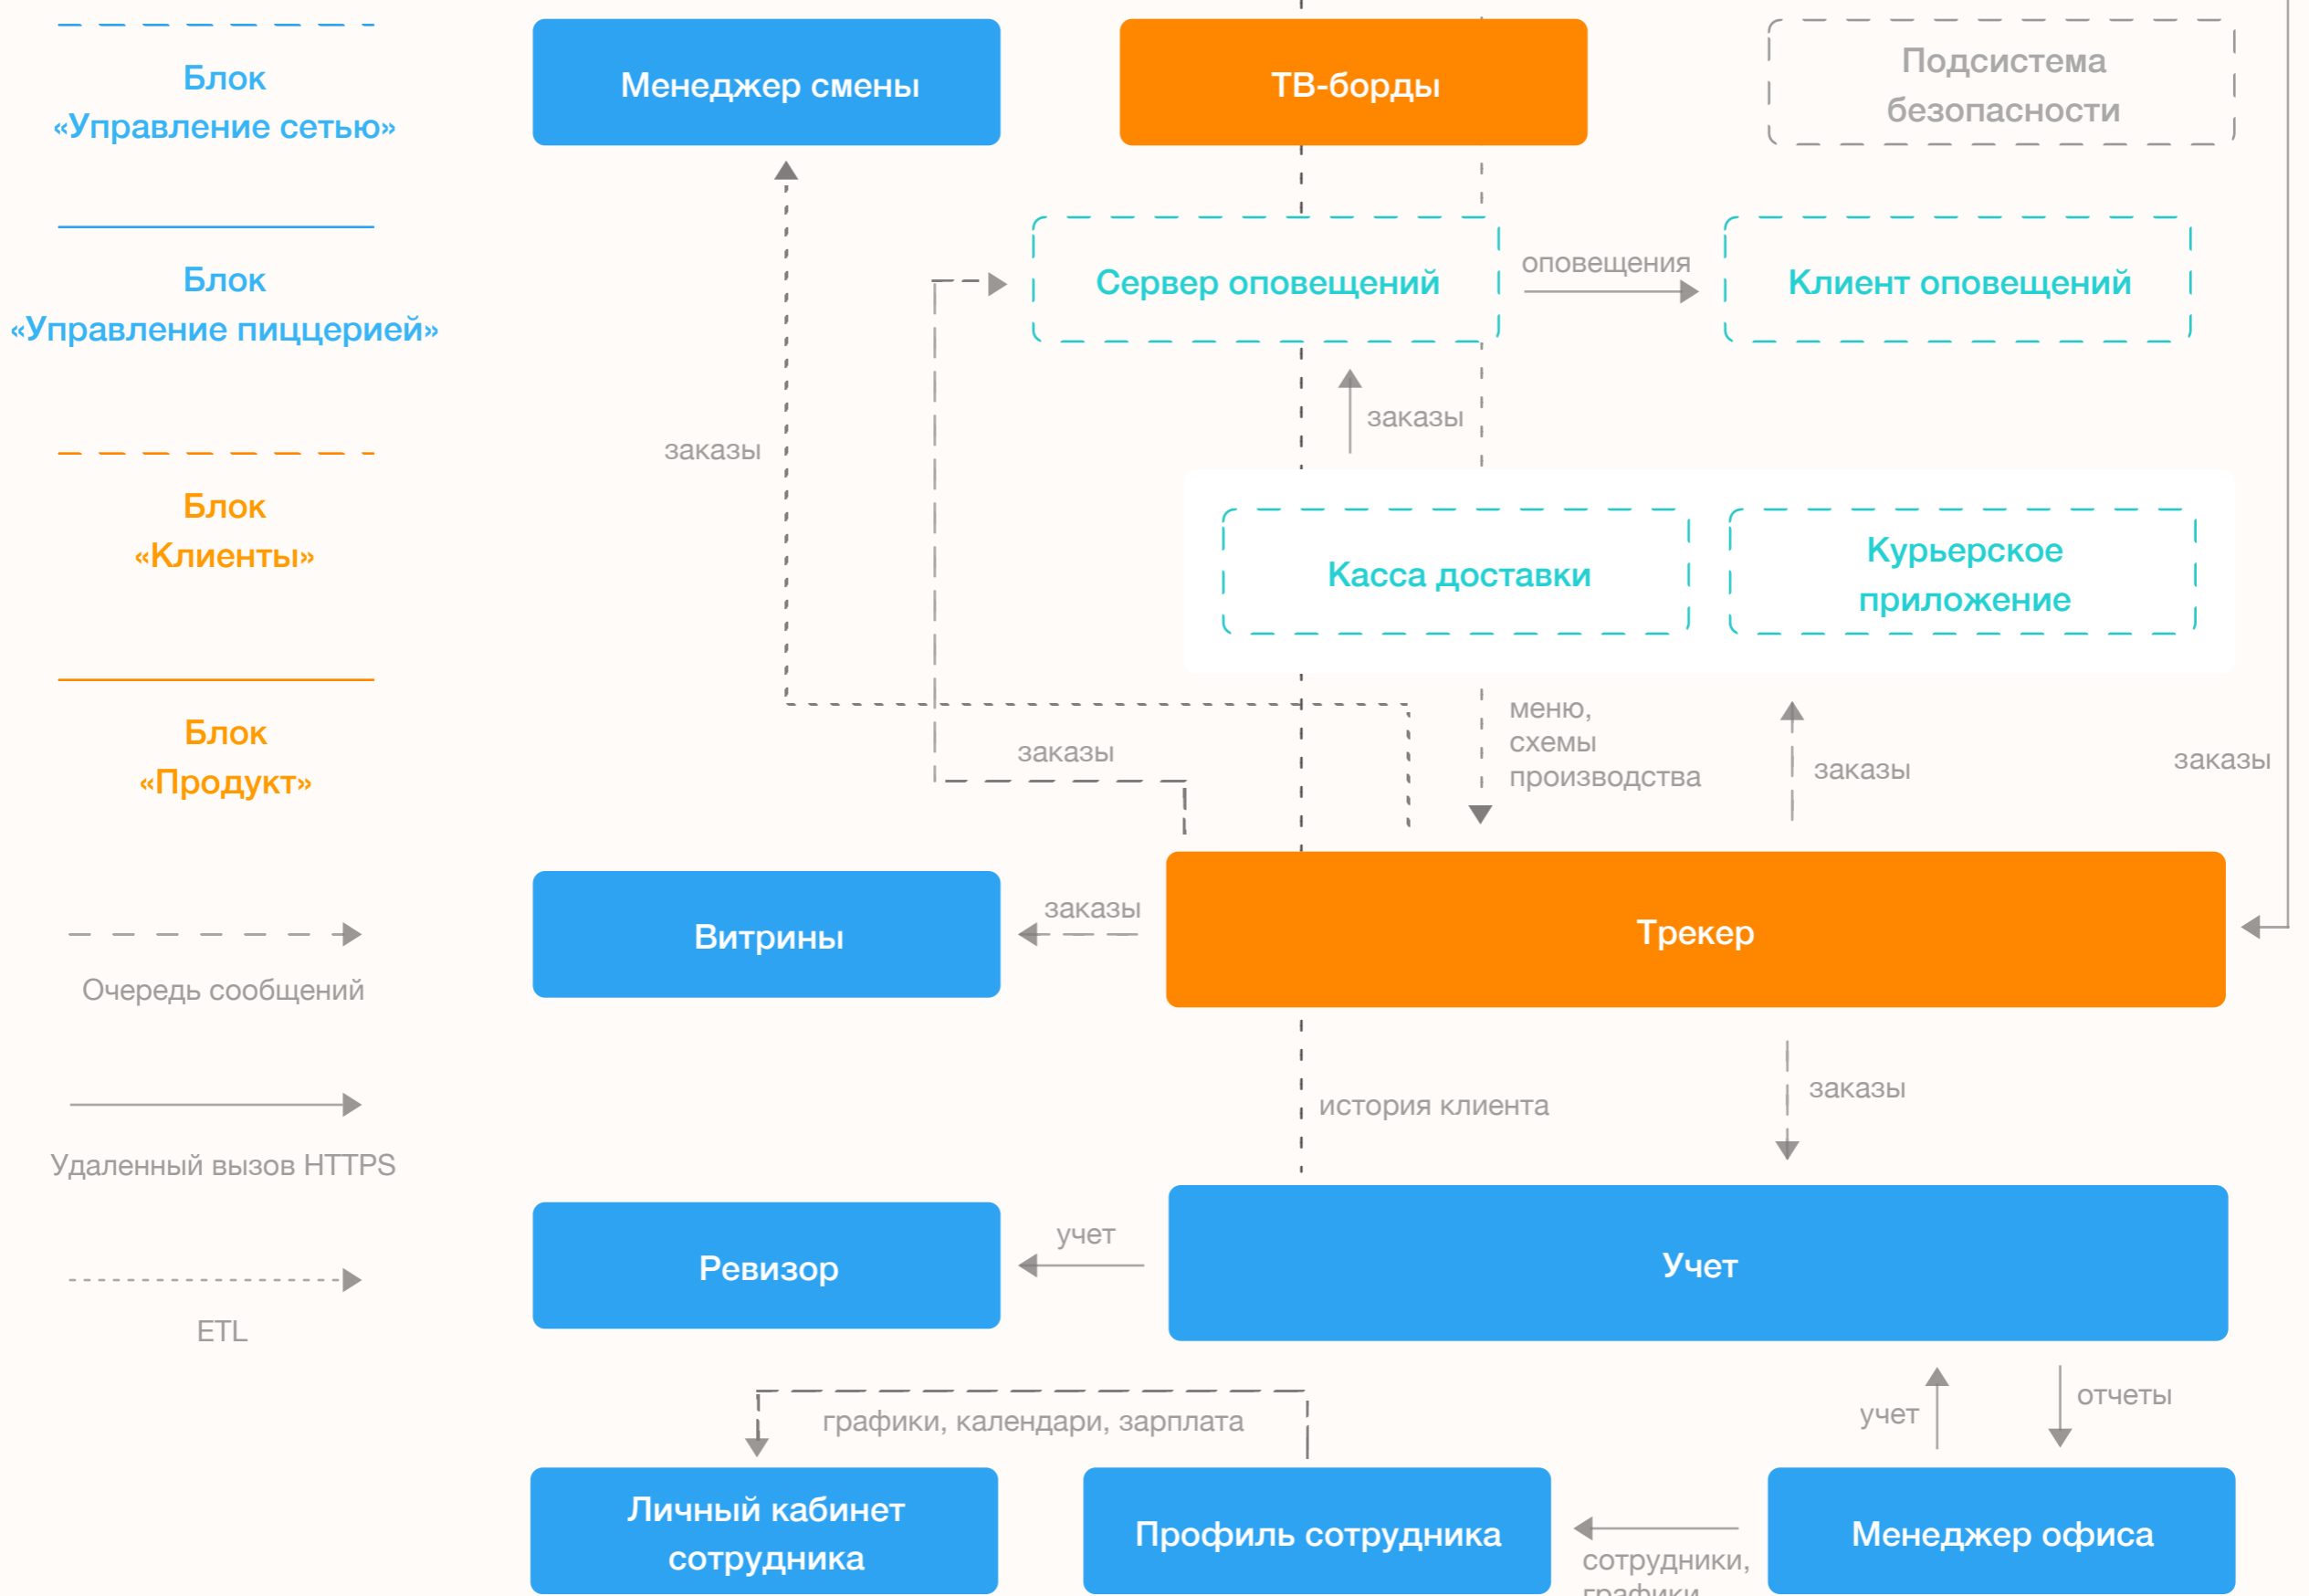 Блок
«Управление сетью»
Менеджер смены
ТВ-борды
Подсистема
безопасности
Блок
«Управление пиццерией»
Сервер оповещений
оповещения
Клиент оповещений
заказы
заказы
Блок
«Клиенты»
Касса доставки
Курьерское
приложение
Блок
«Продукт»
заказы
меню,
схемы
производства
заказы
заказы
Витрины
заказы
Трекер
Очередь сообщений
история клиента
заказы
Удаленный вызов HTTPS
Ревизор
учет
Учет
ETL
графики, календари, зарплата
учет
отчеты
Личный кабинет
сотрудника
Профиль сотрудника
сотрудники,
графики
Менеджер офиса